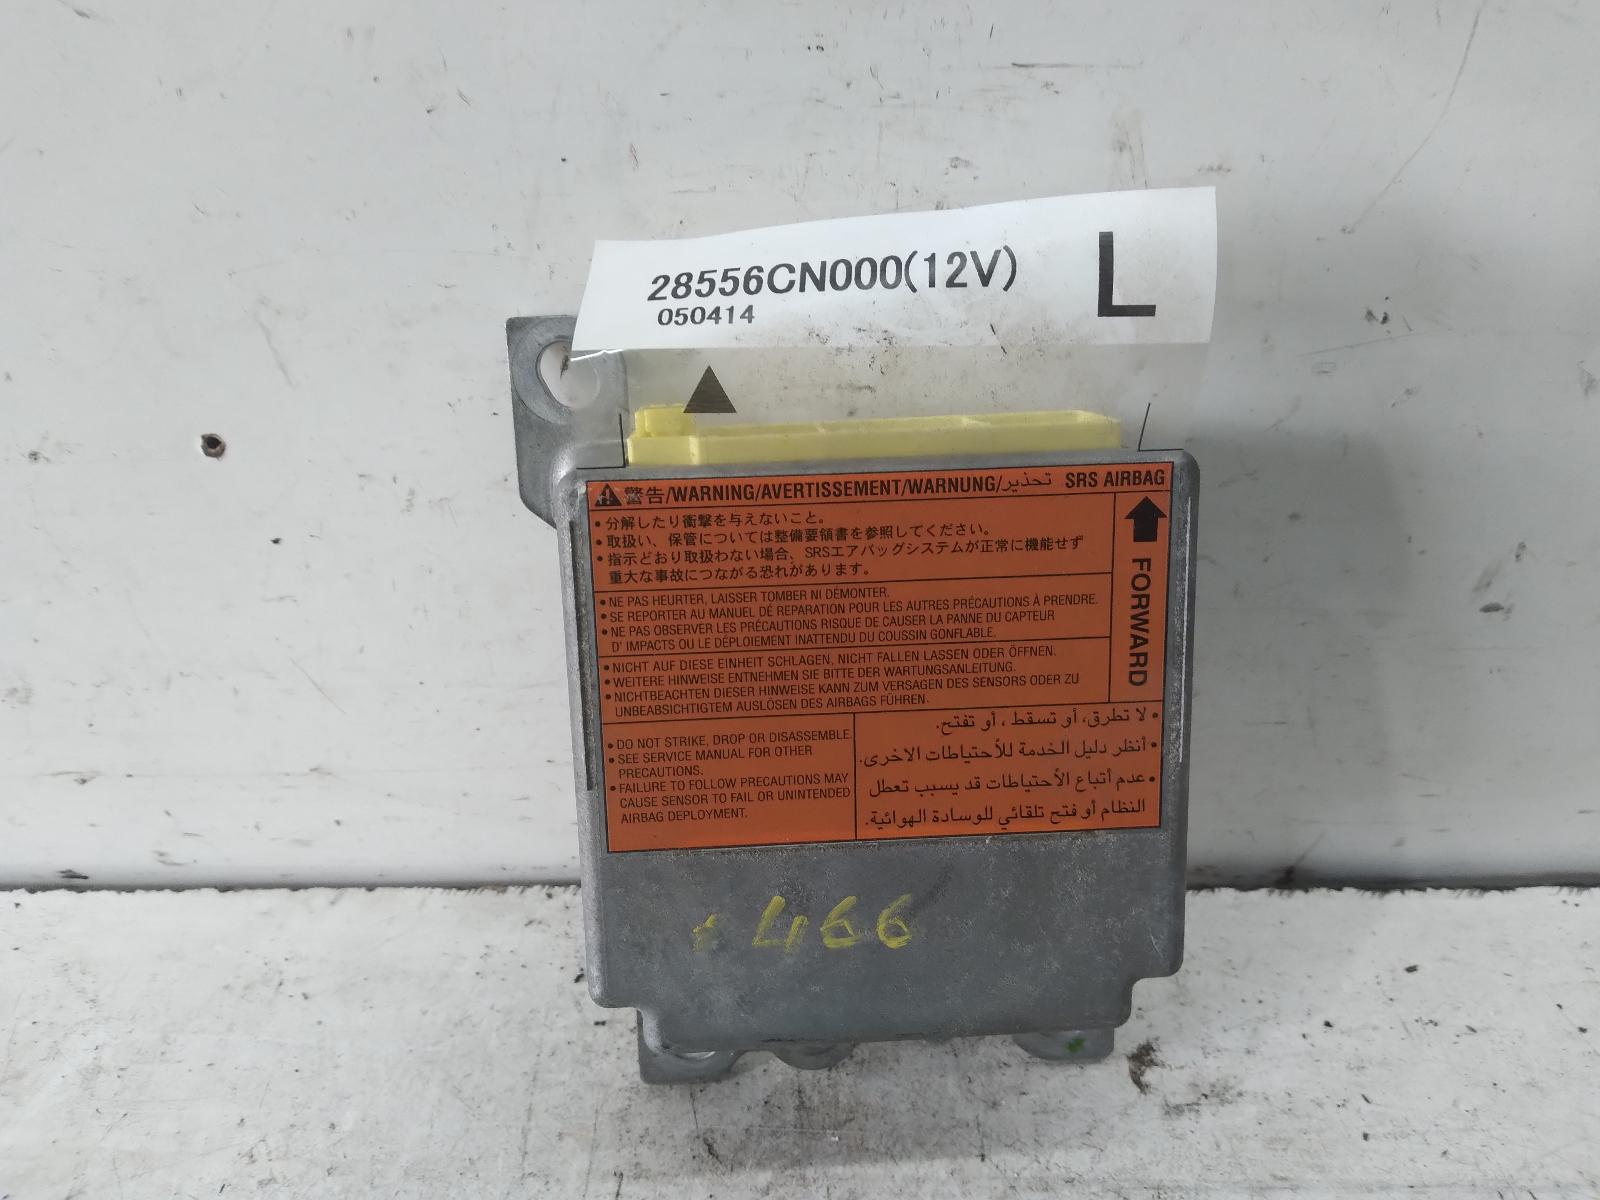 28556CN000(12V) L
050414
警告/WARNING/AVERTISSEMENT/WARNUNG/تحذير SRS AIRBAG
• 分解したり衝撃を与えないこと。
• 取扱い、保管については整備要領書を参照してください。
• 指示どおり取扱わない場合、SRSエアバッグシステムが正常に機能せず
重大な事故につながる恐れがあります。
FORWARD
• NE PAS HEURTER, LAISSER TOMBER NI DÉMONTER.
• SE REPORTER AU MANUEL DE RÉPARATION POUR LES AUTRES PRÉCAUTIONS À PRENDRE.
• NE PAS OBSERVER LES PRÉCAUTIONS RISQUE DE CAUSER LA PANNE DU CAPTEUR
D' IMPACTS OU LE DÉPLOIEMENT INATTENDU DU COUSSIN GONFLABLE.
• NICHT AUF DIESE EINHEIT SCHLAGEN, NICHT FALLEN LASSEN ODER ÖFFNEN.
• WEITERE HINWEISE ENTNEHMEN SIE BITTE DER WARTUNGSANLEITUNG.
• NICHTBEACHTEN DIESER HINWEISE KANN ZUM VERSAGEN DES SENSORS ODER ZU
UNBEABSICHTIGTEM AUSLÖSEN DES AIRBAGS FÜHREN.
• DO NOT STRIKE, DROP OR DISASSEMBLE.
• SEE SERVICE MANUAL FOR OTHER
PRECAUTIONS.
• FAILURE TO FOLLOW PRECAUTIONS MAY
CAUSE SENSOR TO FAIL OR UNINTENDED
AIRBAG DEPLOYMENT.
• لا تطرق، أو تسقط ، أو تفتح.
• أنظر دليل الخدمة للأحتياطات الاخرى.
• عدم أتباع الأحتياطات قد يسبب تعطل
النظام أو فتح تلقائي للوسادة الهوائية.
466